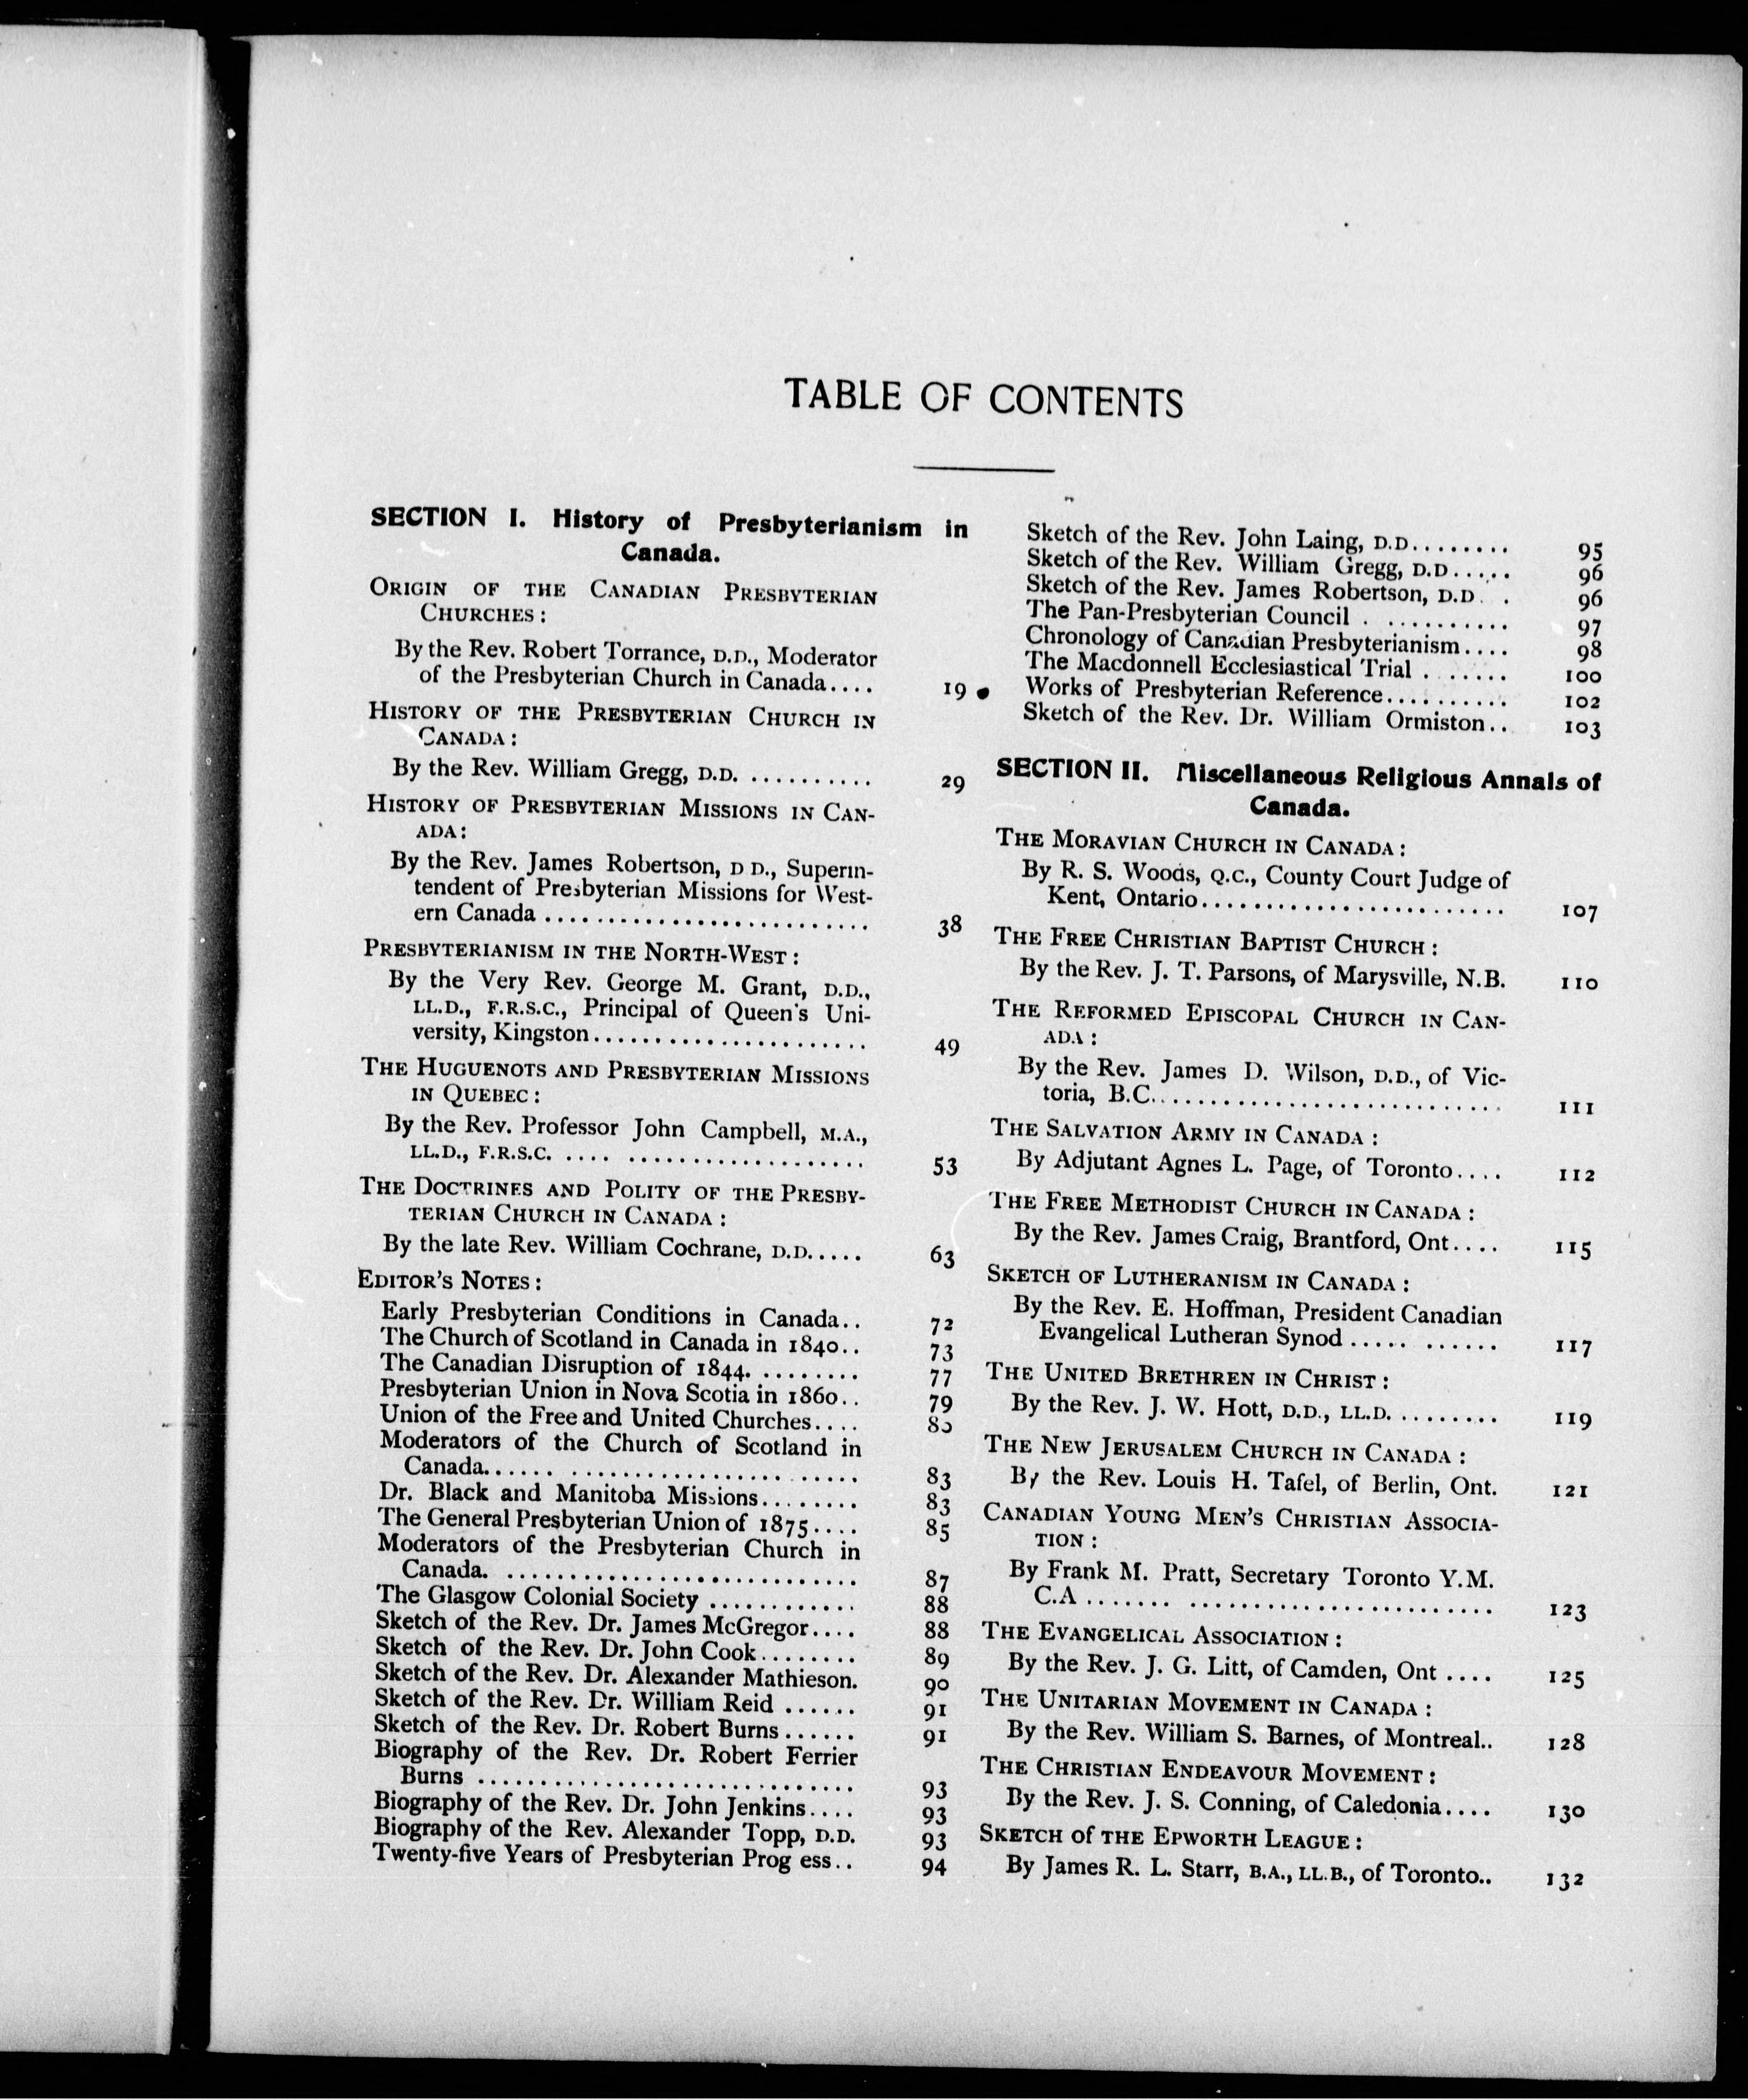 TABLE OF CONTENTS
SECTION I. History of Presbyterianism in
Canada.
ORIGIN OF THE CANADIAN PRESBYTERIAN
CHURCHES :
By the Rev. Robert Torrance, D.D., Moderator
of the Presbyterian Church in Canada.... 19
HISTORY OF THE PRESBYTERIAN CHURCH IN
CANADA :
By the Rev. William Gregg, D.D. .......... 29
HISTORY OF PRESBYTERIAN MISSIONS IN CAN-
ADA :
By the Rev. James Robertson, D D., Superin-
tendent of Presbyterian Missions for West-
ern Canada .......................... 38
PRESBYTERIANISM IN THE NORTH-WEST :
By the Very Rev. George M. Grant, D.D.,
LL.D., F.R.S.C., Principal of Queen's Uni-
versity, Kingston...................... 49
THE HUGUENOTS AND PRESBYTERIAN MISSIONS
IN QUEBEC :
By the Rev. Professor John Campbell, M.A.,
LL.D., F.R.S.C. .... ................... 53
THE DOCTRINES AND POLITY OF THE PRESBY-
TERIAN CHURCH IN CANADA :
By the late Rev. William Cochrane, D.D..... 63
EDITOR'S NOTES :
Early Presbyterian Conditions in Canada.. 72
The Church of Scotland in Canada in 1840.. 73
The Canadian Disruption of 1844. ........ 77
Presbyterian Union in Nova Scotia in 1860.. 79
Union of the Free and United Churches.... 80
Moderators of the Church of Scotland in
Canada...... ....................... 83
Dr. Black and Manitoba Missions........ 83
The General Presbyterian Union of 1875.... 85
Moderators of the Presbyterian Church in
Canada. ............................ 87
The Glasgow Colonial Society ............ 88
Sketch of the Rev. Dr. James McGregor.... 88
Sketch of the Rev. Dr. John Cook........ 89
Sketch of the Rev. Dr. Alexander Mathieson. 90
Sketch of the Rev. Dr. William Reid ...... 91
Sketch of the Rev. Dr. Robert Burns...... 91
Biography of the Rev. Dr. Robert Ferrier
Burns .............................. 93
Biography of the Rev. Dr. John Jenkins.... 93
Biography of the Rev. Alexander Topp, D.D. 93
Twenty-five Years of Presbyterian Prog ess.. 94
Sketch of the Rev. John Laing, D.D........ 95
Sketch of the Rev. William Gregg, D.D..... 96
Sketch of the Rev. James Robertson, D.D. . 96
The Pan-Presbyterian Council . .......... 97
Chronology of Canadian Presbyterianism.... 98
The Macdonnell Ecclesiastical Trial . ...... 100
Works of Presbyterian Reference.......... 102
Sketch of the Rev. Dr. William Ormiston.. 103
SECTION II. Miscellaneous Religious Annals of
Canada.
THE MORAVIAN CHURCH IN CANADA :
By R. S. Woods, Q.C., County Court Judge of
Kent, Ontario........................ 107
THE FREE CHRISTIAN BAPTIST CHURCH :
By the Rev. J. T. Parsons, of Marysville, N.B. 110
THE REFORMED EPISCOPAL CHURCH IN CAN-
ADA :
By the Rev. James D. Wilson, D.D., of Vic-
toria, B.C............................. 111
THE SALVATION ARMY IN CANADA :
By Adjutant Agnes L. Page, of Toronto.... 112
THE FREE METHODIST CHURCH IN CANADA :
By the Rev. James Craig, Brantford, Ont.... 115
SKETCH OF LUTHERANISM IN CANADA :
By the Rev. E. Hoffman, President Canadian
Evangelical Lutheran Synod ..... ...... 117
THE UNITED BRETHREN IN CHRIST :
By the Rev. J. W. Hott, D.D., LL.D. ........ 119
THE NEW JERUSALEM CHURCH IN CANADA :
By the Rev. Louis H. Tafel, of Berlin, Ont. 121
CANADIAN YOUNG MEN'S CHRISTIAN ASSOCIA-
TION :
By Frank M. Pratt, Secretary Toronto Y.M.
C.A ....... ........................ 123
THE EVANGELICAL ASSOCIATION :
By the Rev. J. G. Litt, of Camden, Ont .... 125
THE UNITARIAN MOVEMENT IN CANADA :
By the Rev. William S. Barnes, of Montreal.. 128
THE CHRISTIAN ENDEAVOUR MOVEMENT :
By the Rev. J. S. Conning, of Caledonia.... 130
SKETCH of THE EPWORTH LEAGUE :
By James R. L. Starr, B.A., LL.B., of Toronto.. 132